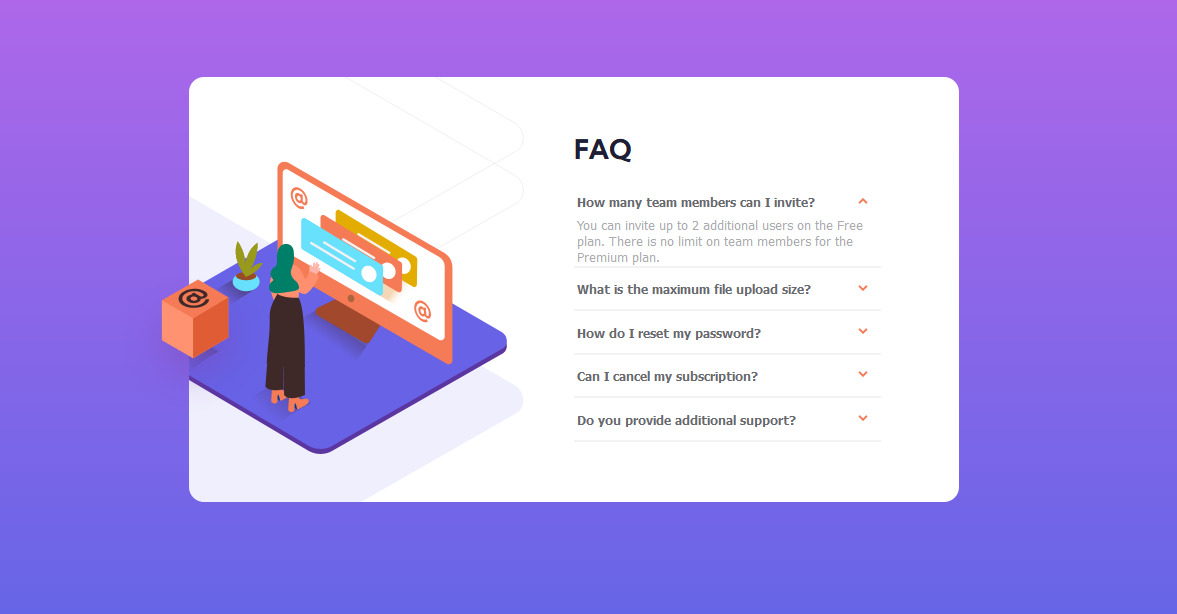 FAQ
How many team members can I invite?
You can invite up to 2 additional users on the Free
plan. There is no limit on team members for the
Premium plan.
What is the maximum file upload size?
How do I reset my password?
Can I cancel my subscription?
Do you provide additional support?
@
@
@